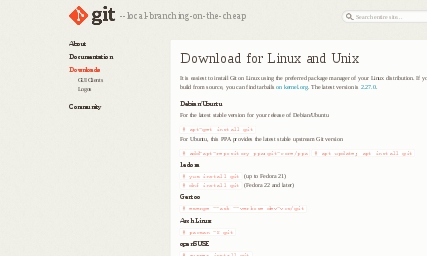 git --local-branching-on-the-cheap
Search entire site...
About
Documentation
Downloads
GUI Clients
Logos
Community
Download for Linux and Unix
It is easiest to install Git on Linux using the preferred package manager of your Linux distribution. If
build from source, you can find tarballs on kernel.org. The latest version is 2.27.0.
Debian/Ubuntu
For the latest stable version for your release of Debian/Ubuntu
# apt-get install git
For Ubuntu, this PPA provides the latest stable upstream Git version
# add-apt-repository ppa:git-core/ppa # apt update; apt install git
Fedora
# yum install git (up to Fedora 21)
# dnf install git (Fedora 22 and later)
Gentoo
# emerge --ask --verbose dev-vcs/git
Arch Linux
# pacman -S git
openSUSE